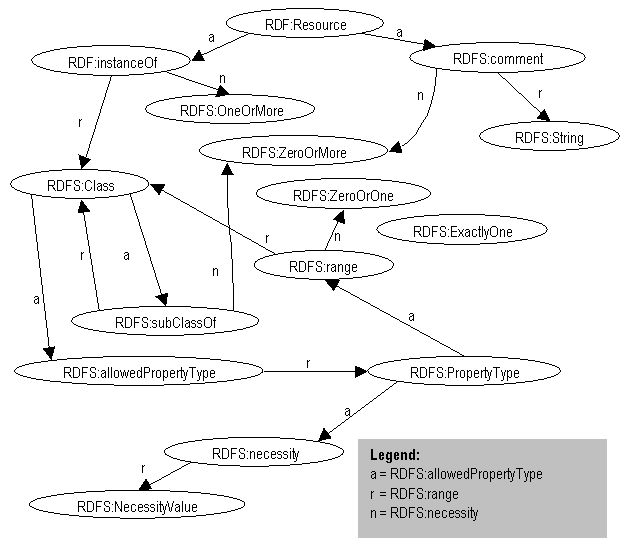 RDF:Resource
a
a
RDF:instanceOf
RDFS:comment
n
n
r
RDFS:OneOrMore
r
RDFS:String
RDFS:ZeroOrMore
RDFS:Class
RDFS:ZeroOrOne
RDFS:ExactlyOne
r
n
r
a
n
RDFS:range
a
RDFS:subClassOf
a
RDFS:allowedPropertyType
r
RDFS:PropertyType
a
RDFS:necessity
r
RDFS:NecessityValue
Legend:
a = RDFS:allowedPropertyType
r = RDFS:range
n = RDFS:necessity